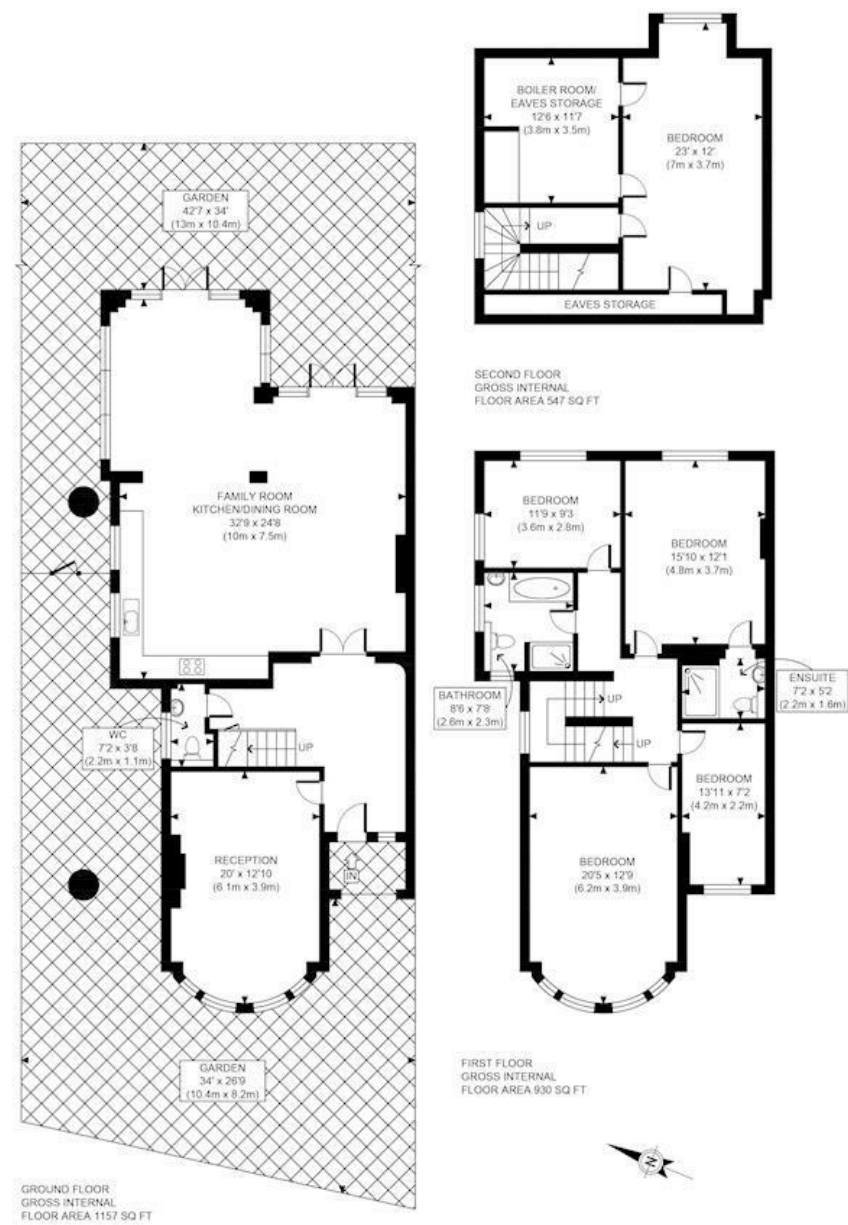 BOILER ROOM/
EAVES STORAGE
12'6 x 11'7
(3.8m x 3.5m)
BEDROOM
23' x 12'
(7m x 3.7m)
UP
EAVES STORAGE
SECOND FLOOR
GROSS INTERNAL
FLOOR AREA 547 SQ FT
GARDEN
42'7 x 34'
(13m x 10.4m)
FAMILY ROOM
KITCHEN/DINING ROOM
32'9 x 24'8
(10m x 7.5m)
WC
7'2 x 3'8
(2.2m x 1.1m)
UP
RECEPTION
20' x 12'10
(6.1m x 3.9m)
IN
GARDEN
34' x 26'9
(10.4m x 8.2m)
GROUND FLOOR
GROSS INTERNAL
FLOOR AREA 1157 SQ FT
BEDROOM
11'9 x 9'3
(3.6m x 2.8m)
BEDROOM
15'10 x 12'1
(4.8m x 3.7m)
BATHROOM
8'6 x 7'8
(2.6m x 2.3m)
UP
UP
ENSUITE
7'2 x 5'2
(2.2m x 1.6m)
BEDROOM
13'11 x 7'2
(4.2m x 2.2m)
BEDROOM
20'5 x 12'9
(6.2m x 3.9m)
FIRST FLOOR
GROSS INTERNAL
FLOOR AREA 930 SQ FT
N